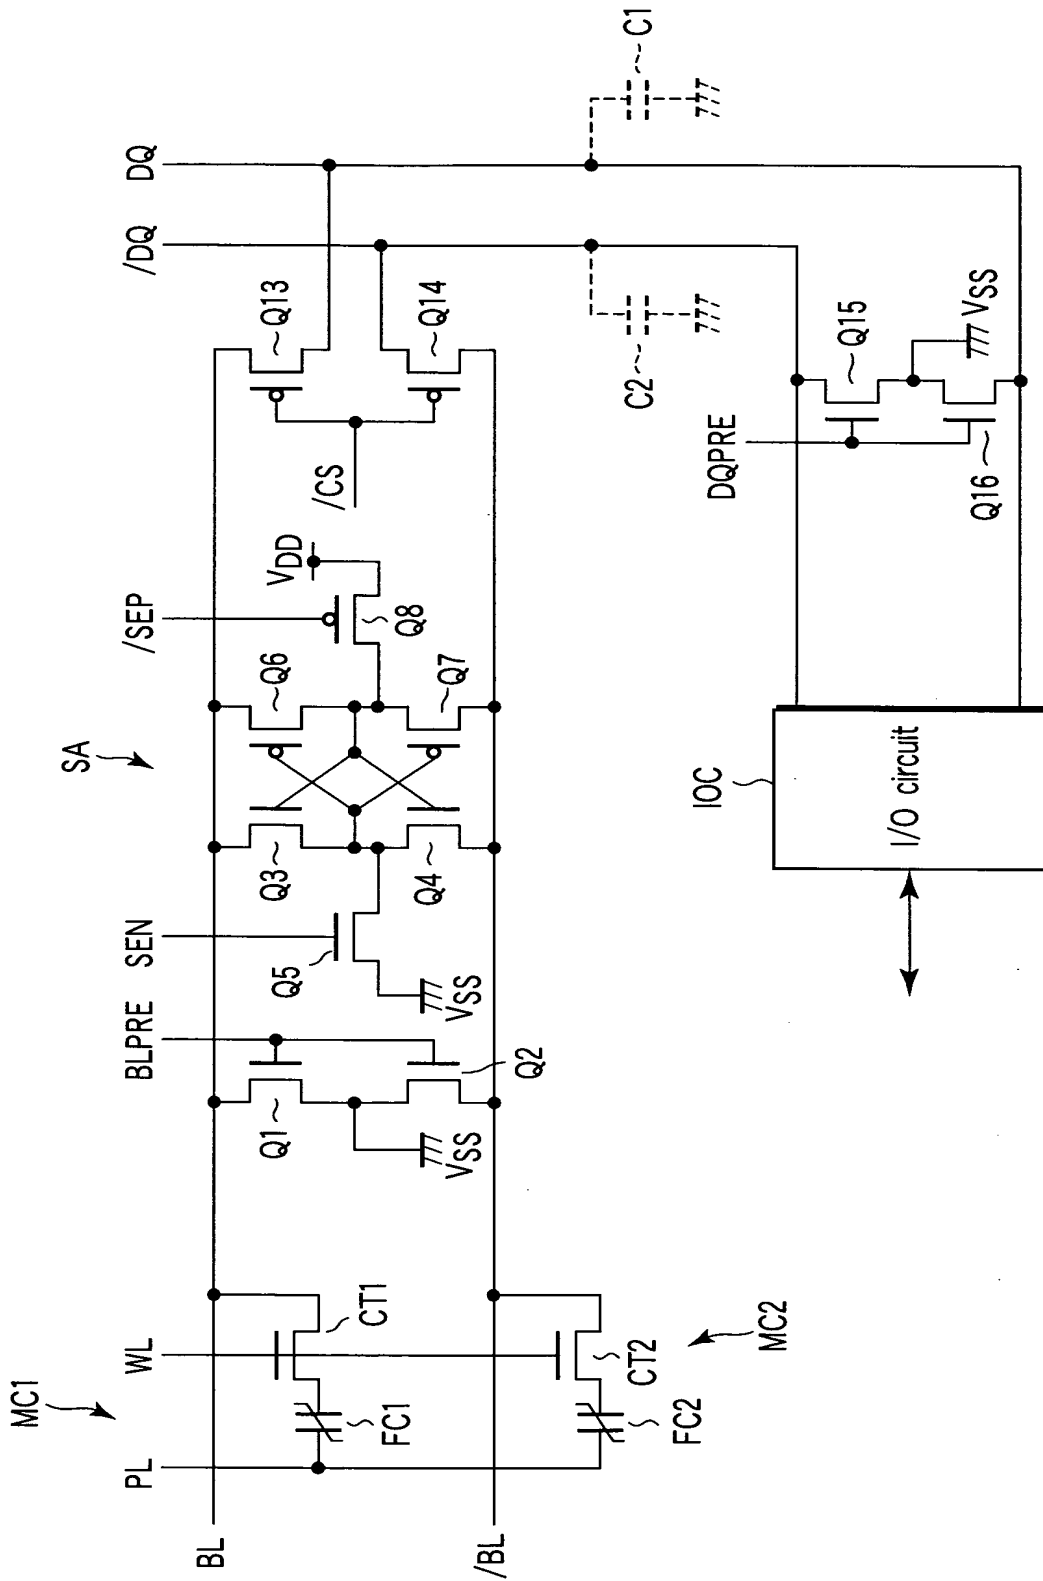 MC1
PL
WL
BLPRE
SEN
SA
/SEP
/DQ
DQ
BL
/BL
FC1
CT1
FC2
CT2
MC2
Q1
Q2
VSS
Q5
VSS
Q3
Q4
Q6
Q7
VDD
Q8
/CS
Q13
Q14
C2
C1
DQPRE
Q15
Q16
VSS
IOC
I/O circuit